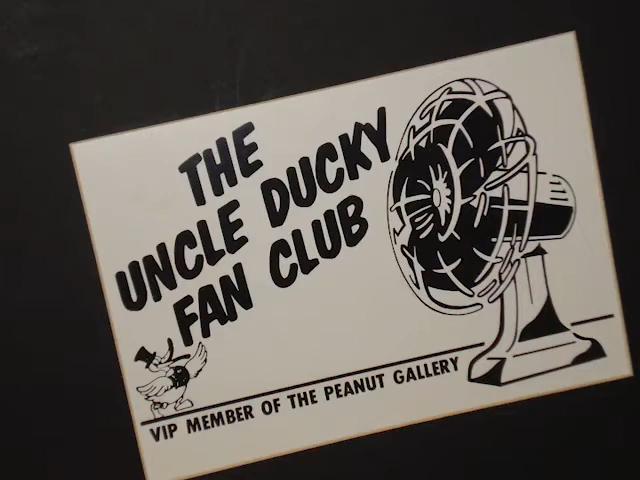 THE
UNCLE DUCKY
FAN CLUB
VIP MEMBER OF THE PEANUT GALLERY